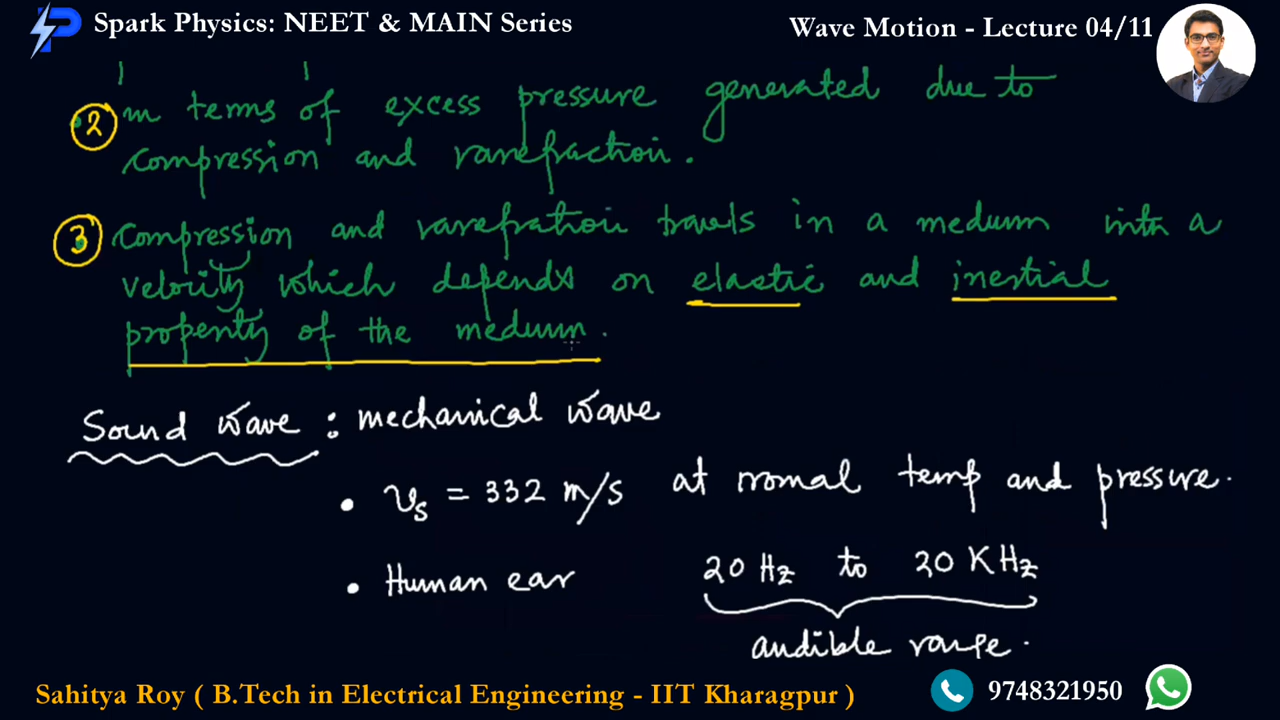 Spark Physics: NEET & MAIN Series
Wave Motion - Lecture 04/11
② in terms of excess pressure generated due to
compression and rarefraction.
③ compression and rarefration travels in a medium with a
velocity which depends on elastic and inertial
property of the medium.
Sound wave : mechanical wave
• vₛ = 332 m/s at normal temp and pressure.
• Human ear 20 Hz to 20 KHz
audible range.
Sahitya Roy ( B.Tech in Electrical Engineering - IIT Kharagpur )
9748321950